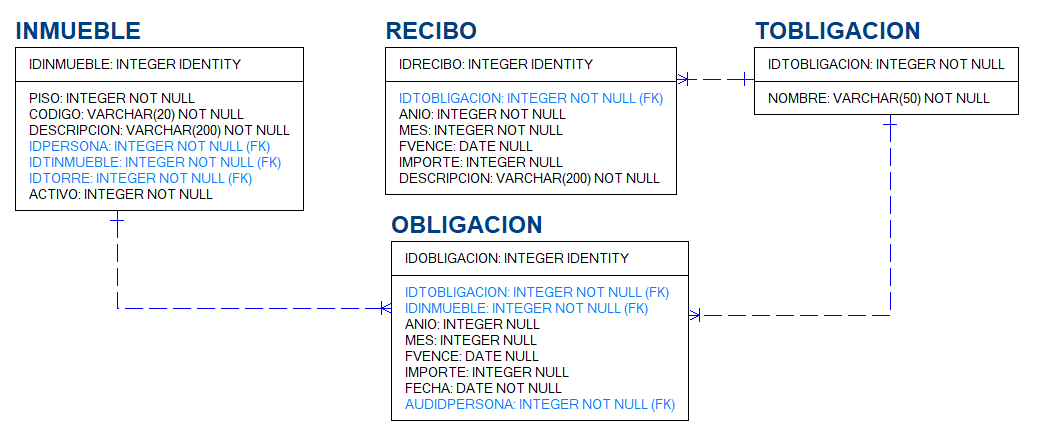 INMUEBLE
IDINMUEBLE: INTEGER IDENTITY
PISO: INTEGER NOT NULL
CODIGO: VARCHAR(20) NOT NULL
DESCRIPCION: VARCHAR(200) NOT NULL
IDPERSONA: INTEGER NOT NULL (FK)
IDTINMUEBLE: INTEGER NOT NULL (FK)
IDTORRE: INTEGER NOT NULL (FK)
ACTIVO: INTEGER NOT NULL
RECIBO
IDRECIBO: INTEGER IDENTITY
IDTOBLIGACION: INTEGER NOT NULL (FK)
ANIO: INTEGER NOT NULL
MES: INTEGER NOT NULL
FVENCE: DATE NULL
IMPORTE: INTEGER NULL
DESCRIPCION: VARCHAR(200) NOT NULL
TOBLIGACION
IDTOBLIGACION: INTEGER NOT NULL
NOMBRE: VARCHAR(50) NOT NULL
OBLIGACION
IDOBLIGACION: INTEGER IDENTITY
IDTOBLIGACION: INTEGER NOT NULL (FK)
IDINMUEBLE: INTEGER NOT NULL (FK)
ANIO: INTEGER NULL
MES: INTEGER NULL
FVENCE: DATE NULL
IMPORTE: INTEGER NULL
FECHA: DATE NOT NULL
AUDIDPERSONA: INTEGER NOT NULL (FK)